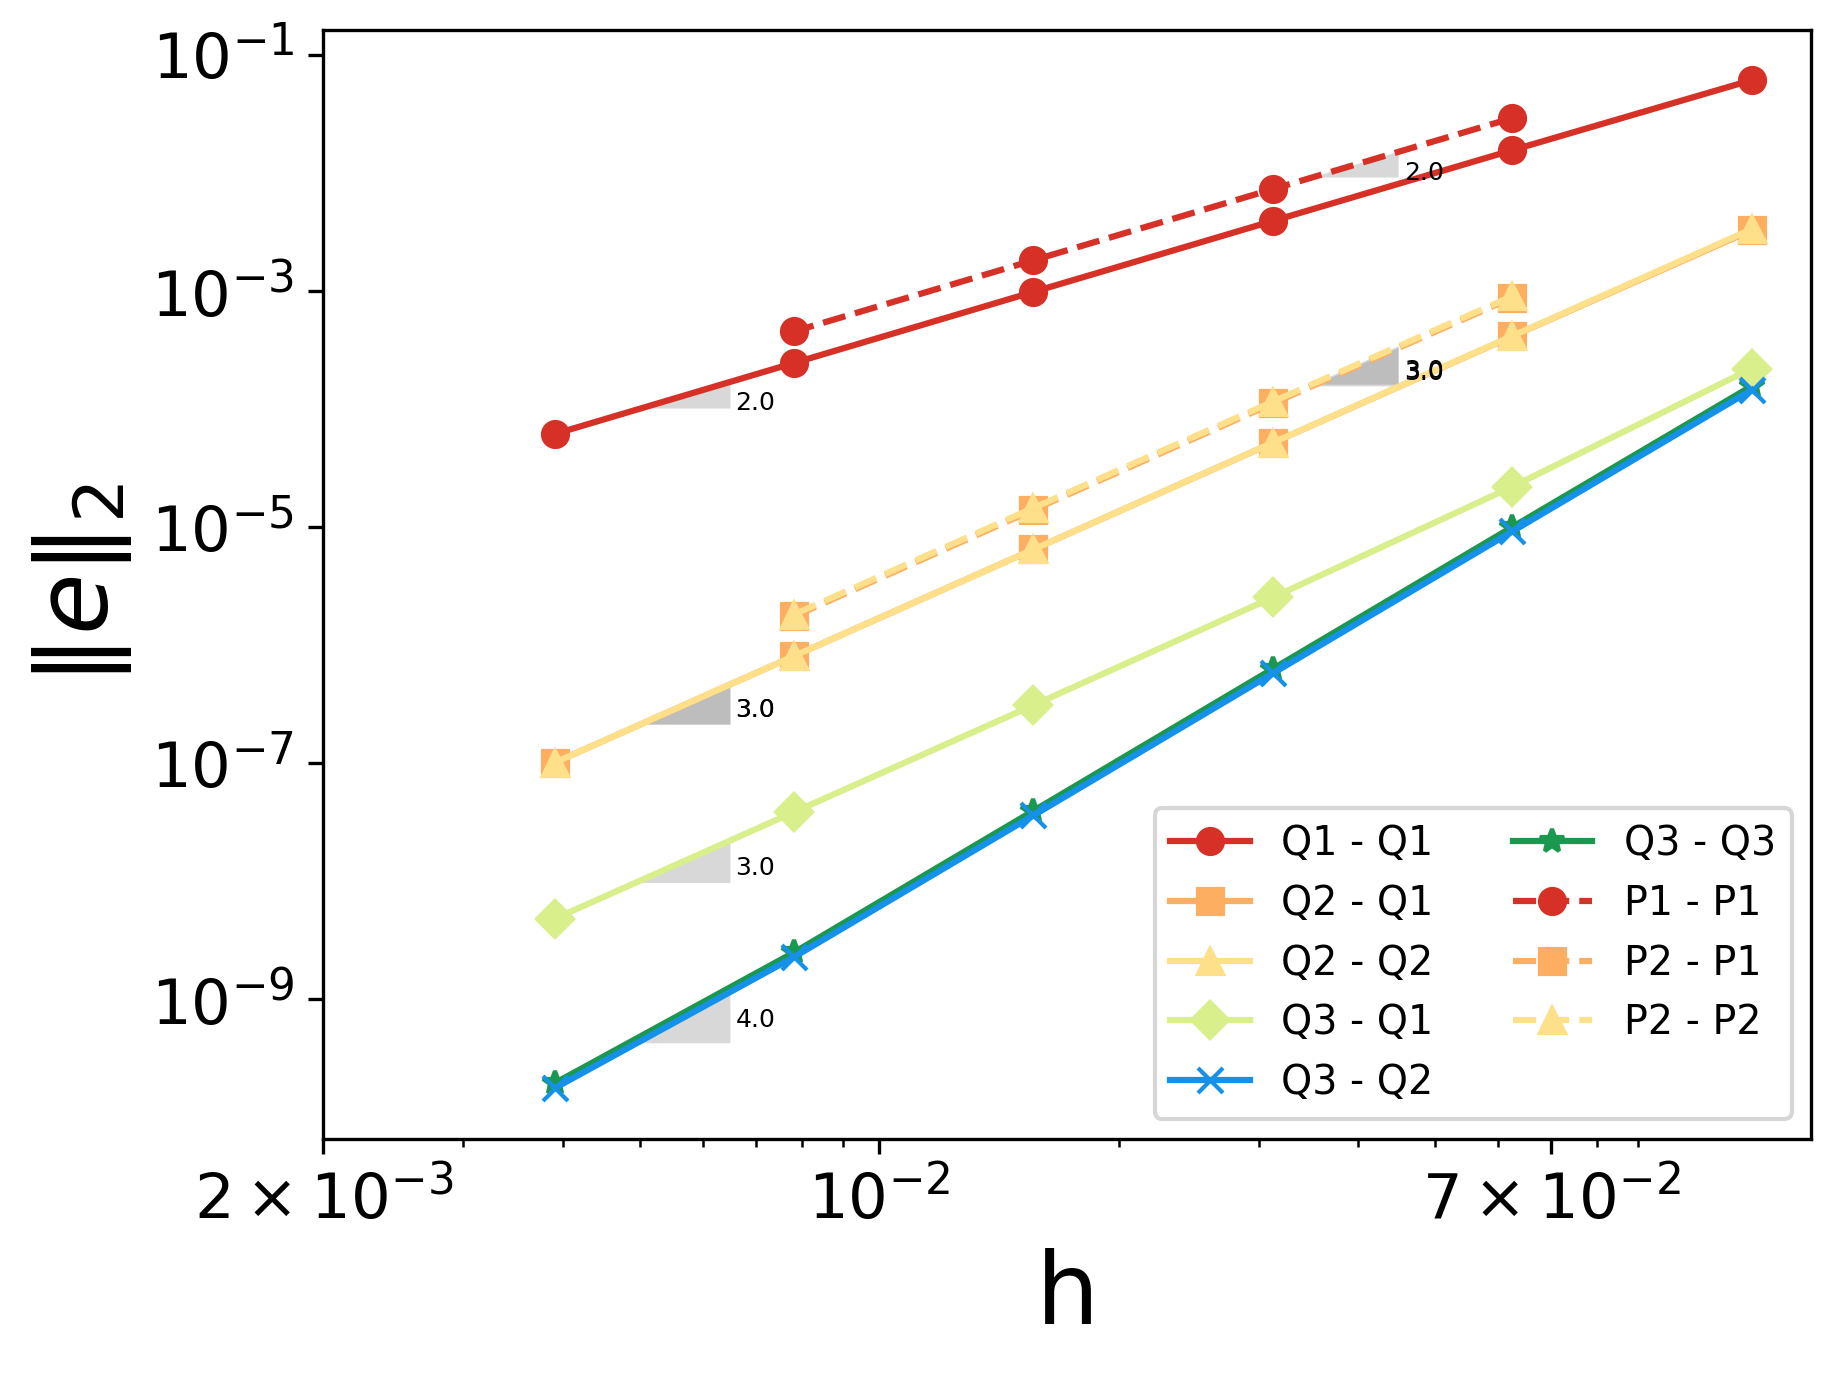 10⁻¹
10⁻³
10⁻⁵
10⁻⁷
10⁻⁹
‖e‖₂
2.0
2.0
3.0
3.0
3.0
4.0
Q1 - Q1
Q2 - Q1
Q2 - Q2
Q3 - Q1
Q3 - Q2
Q3 - Q3
P1 - P1
P2 - P1
P2 - P2
2 × 10⁻³
10⁻²
7 × 10⁻²
h